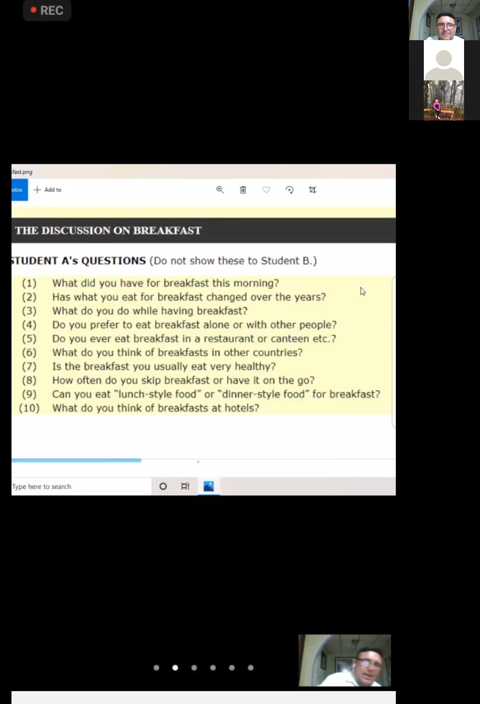 REC
fast.png
Add to
THE DISCUSSION ON BREAKFAST
STUDENT A's QUESTIONS (Do not show these to Student B.)
(1) What did you have for breakfast this morning?
(2) Has what you eat for breakfast changed over the years?
(3) What do you do while having breakfast?
(4) Do you prefer to eat breakfast alone or with other people?
(5) Do you ever eat breakfast in a restaurant or canteen etc.?
(6) What do you think of breakfasts in other countries?
(7) Is the breakfast you usually eat very healthy?
(8) How often do you skip breakfast or have it on the go?
(9) Can you eat “lunch-style food” or “dinner-style food” for breakfast?
(10) What do you think of breakfasts at hotels?
Type here to search